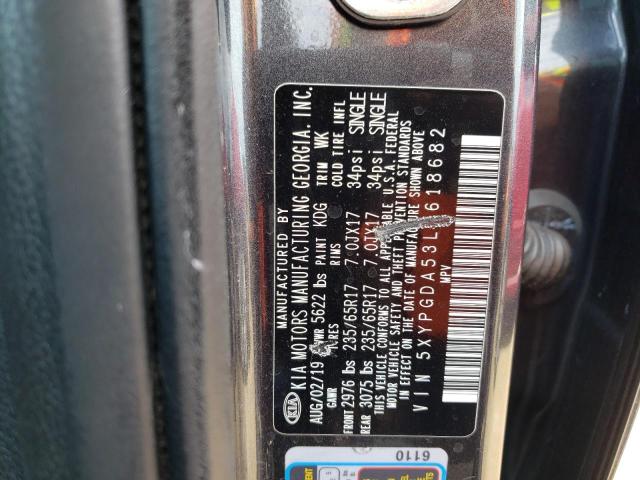 MANUFACTURED BY
KIA KIA MOTORS MANUFACTURING GEORGIA, INC.
AUG/02/19 5622 lbs PAINT KDG TRIM WK
GAWR TIRES RIMS COLD TIRE INFL
FRONT 2976 lbs 235/65R17 7.0JX17 34psi SINGLE
REAR 3075 lbs 235/65R17 7.0JX17 34psi SINGLE
THIS VEHICLE CONFORMS TO ALL APPLICABLE U.S.A. FEDERAL
MOTOR VEHICLE SAFETY AND THEFT PREVENTION STANDARDS
IN EFFECT ON THE DATE OF MANUFACTURE SHOWN ABOVE
VIN 5XYPGDA53L 618682
MPV
6110